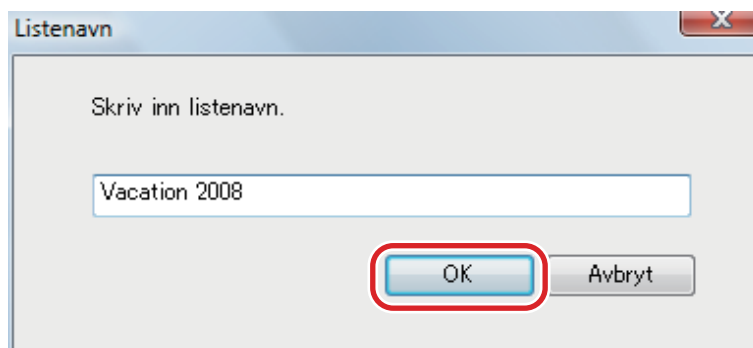 Listenavn
Skriv inn listenavn.
Vacation 2008
OK Avbryt